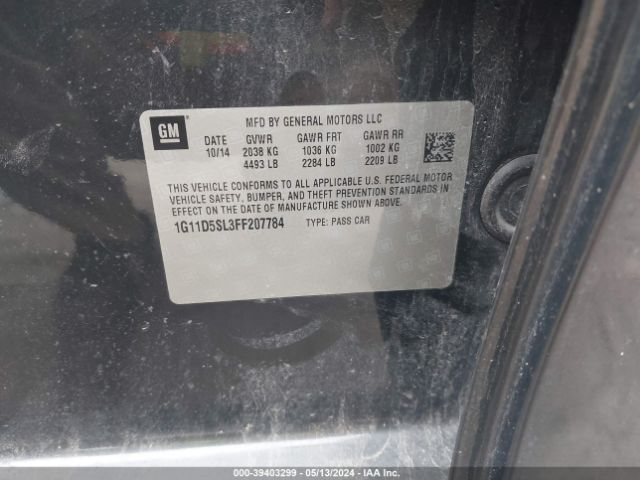 GM
MFD BY GENERAL MOTORS LLC
DATE GVWR GAWR FRT GAWR RR
10/14 2038 KG 1036 KG 1002 KG
4493 LB 2284 LB 2209 LB
THIS VEHICLE CONFORMS TO ALL APPLICABLE U.S. FEDERAL MOTOR
VEHICLE SAFETY, BUMPER, AND THEFT PREVENTION STANDARDS IN
EFFECT ON THE DATE OF MANUFACTURE SHOWN ABOVE.
1G11D5SL3FF207784 TYPE: PASS CAR
000-39403299 - 05/13/2024 - IAA Inc.